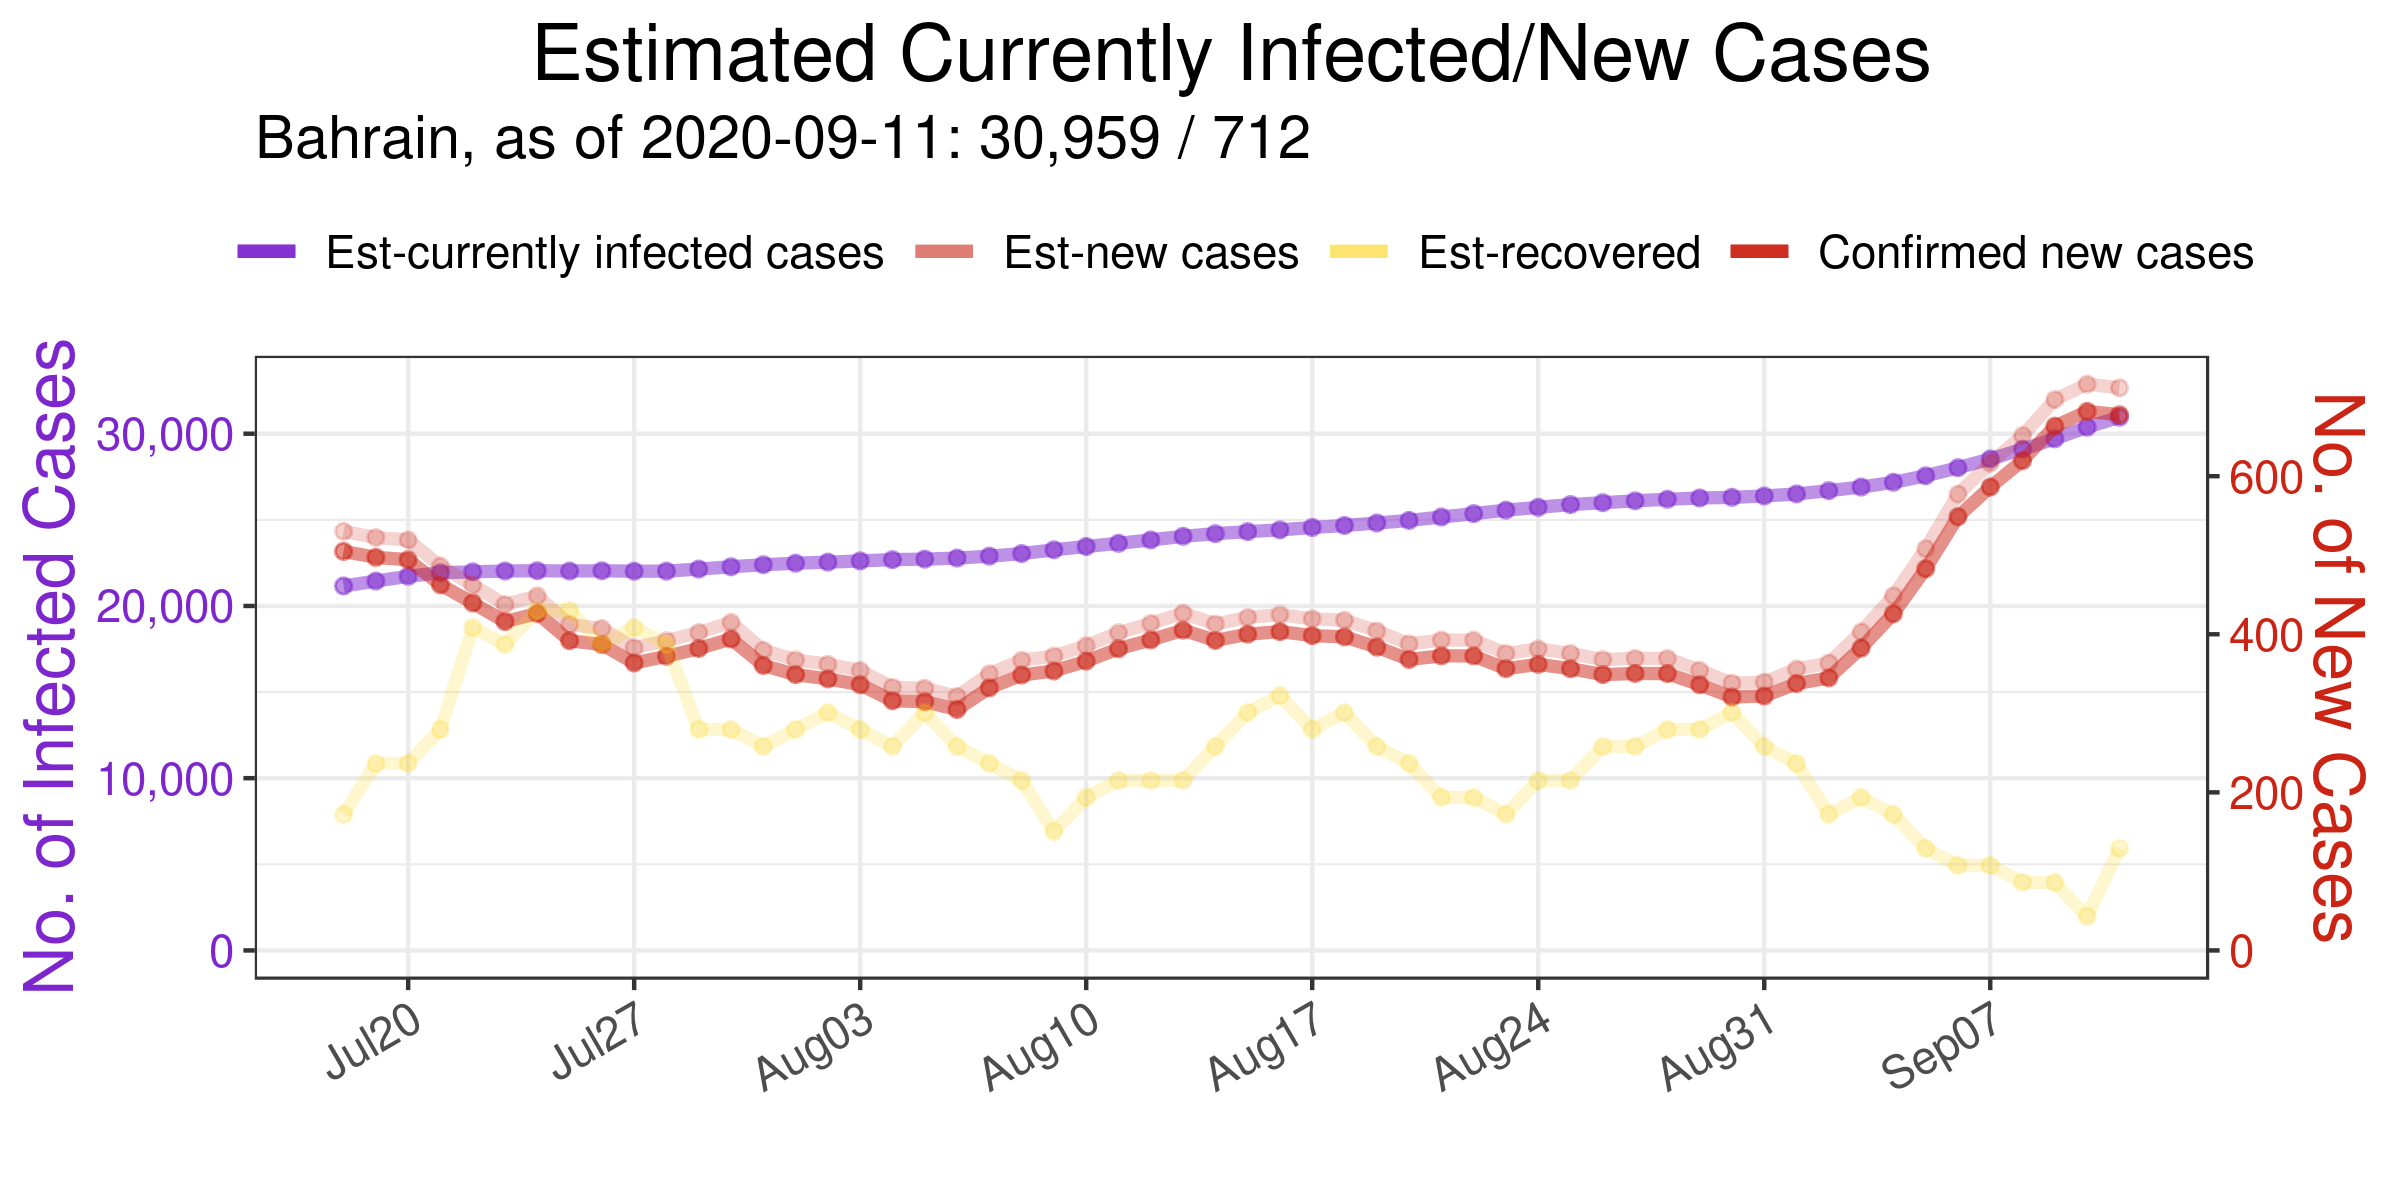 Estimated Currently Infected/New Cases
Bahrain, as of 2020-09-11: 30,959 / 712
Est-currently infected cases Est-new cases Est-recovered Confirmed new cases
No. of Infected Cases
30,000
20,000
10,000
0
No. of New Cases
600
400
200
0
Jul20 Jul27 Aug03 Aug10 Aug17 Aug24 Aug31 Sep07